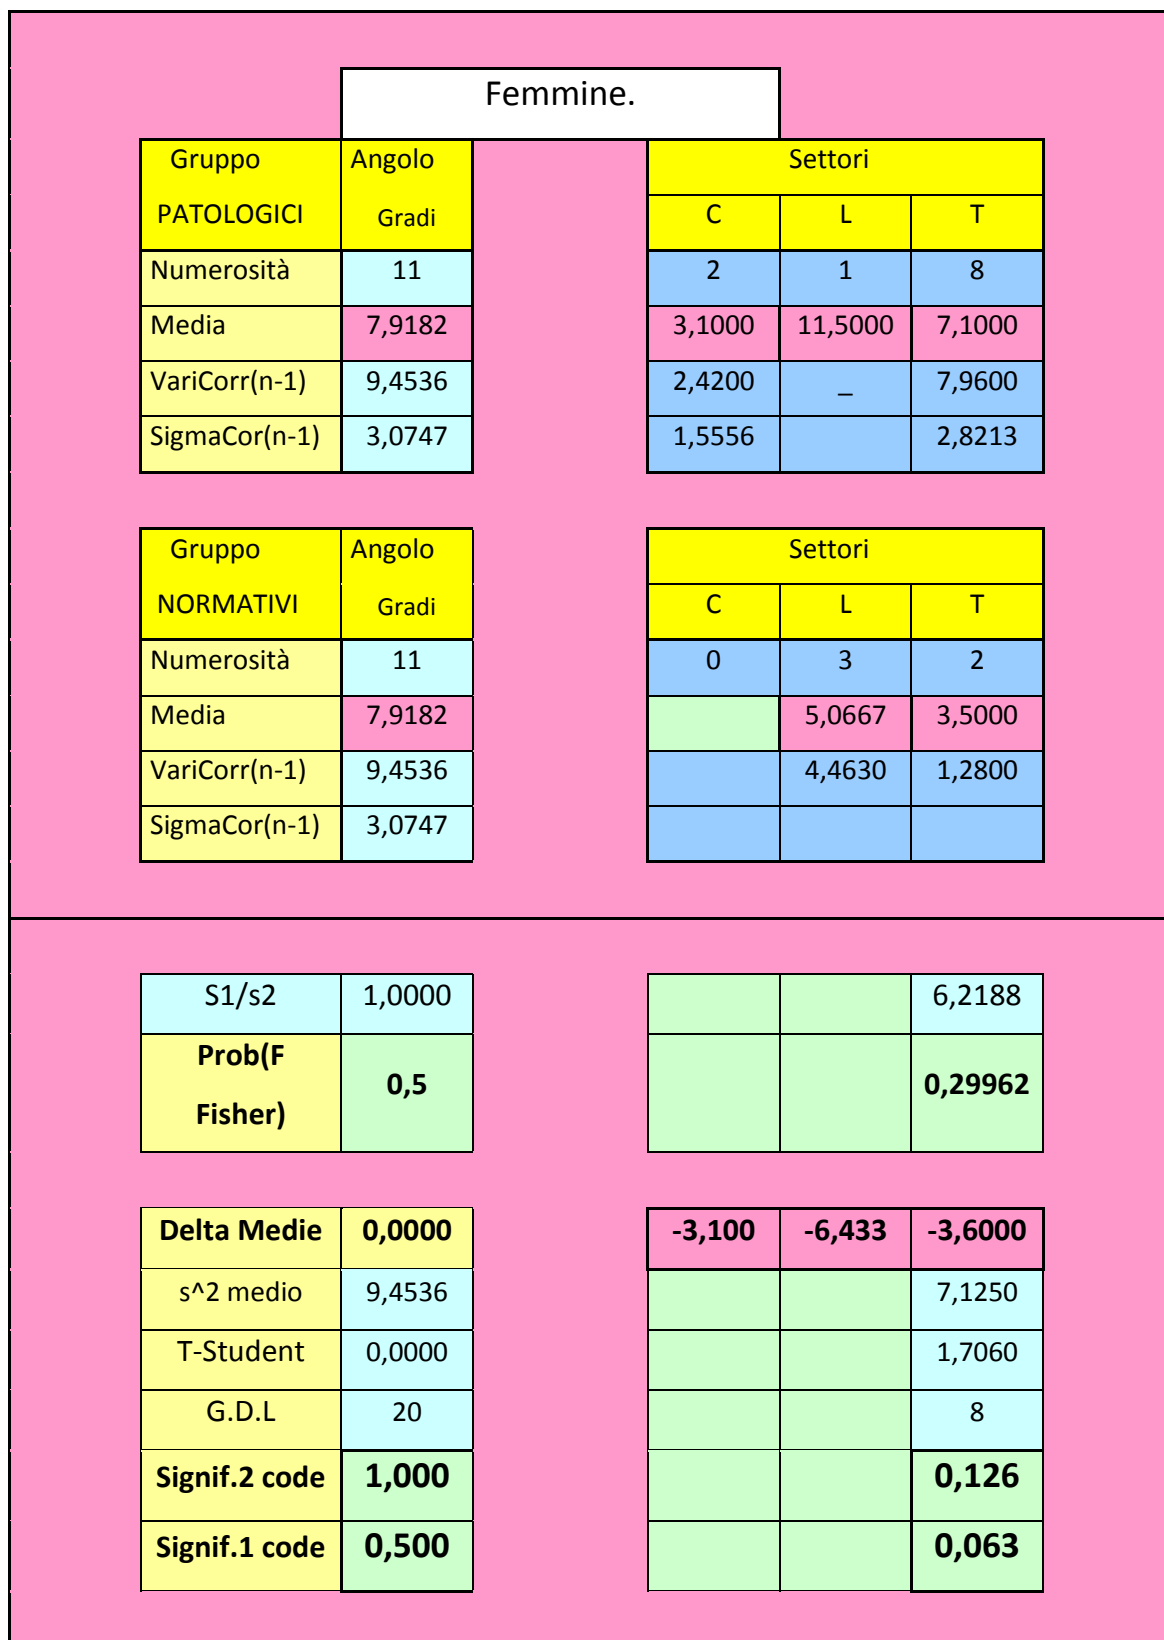 Femmine.
Gruppo Angolo Settori
PATOLOGICI Gradi C L T
Numerosità 11 2 1 8
Media 7,9182 3,1000 11,5000 7,1000
VariCorr(n-1) 9,4536 2,4200 _ 7,9600
SigmaCor(n-1) 3,0747 1,5556 2,8213
Gruppo Angolo Settori
NORMATIVI Gradi C L T
Numerosità 11 0 3 2
Media 7,9182 5,0667 3,5000
VariCorr(n-1) 9,4536 4,4630 1,2800
SigmaCor(n-1) 3,0747
S1/s2 1,0000 6,2188
Prob(F
Fisher) 0,5 0,29962
Delta Medie 0,0000 -3,100 -6,433 -3,6000
s^2 medio 9,4536 7,1250
T-Student 0,0000 1,7060
G.D.L 20 8
Signif.2 code 1,000 0,126
Signif.1 code 0,500 0,063